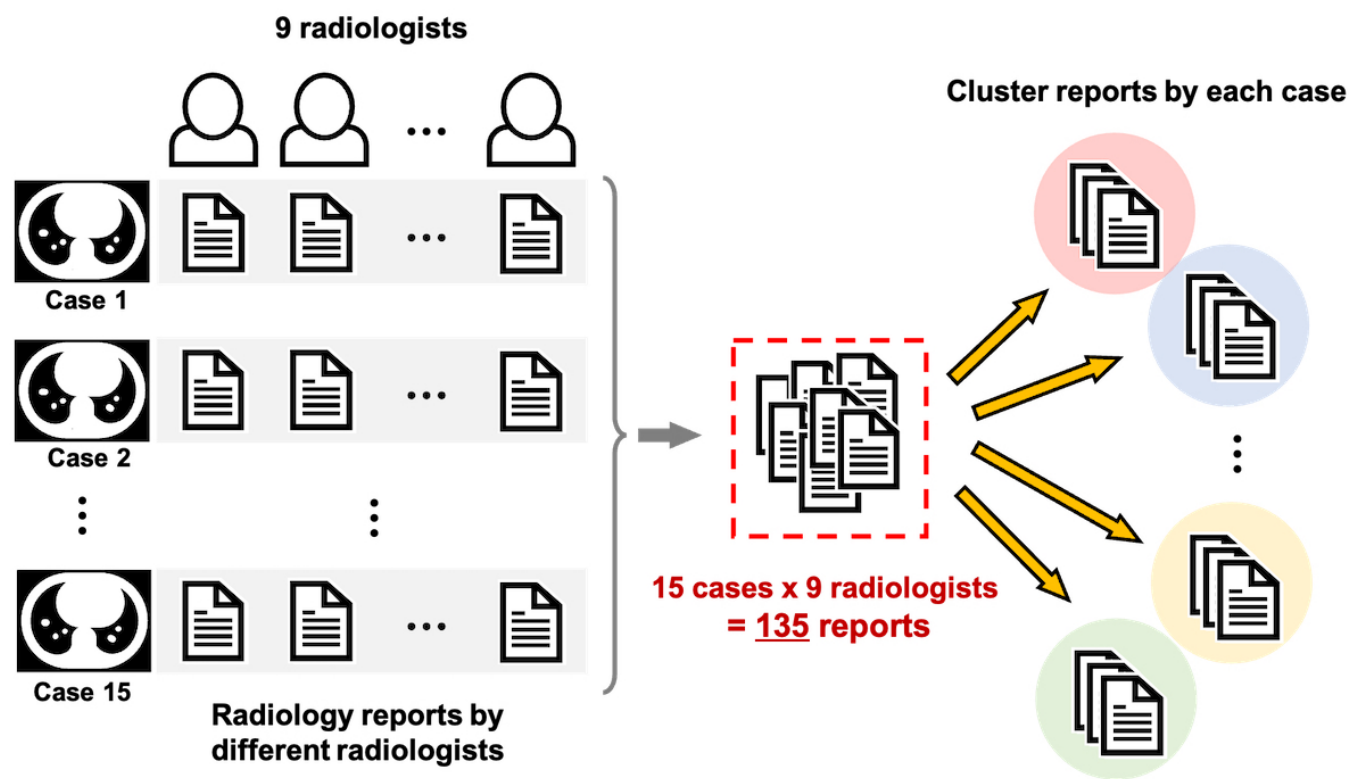 9 radiologists
Cluster reports by each case
...
...
Case 1
...
Case 2
15 cases x 9 radiologists
= 135 reports
...
Case 15
Radiology reports by
different radiologists